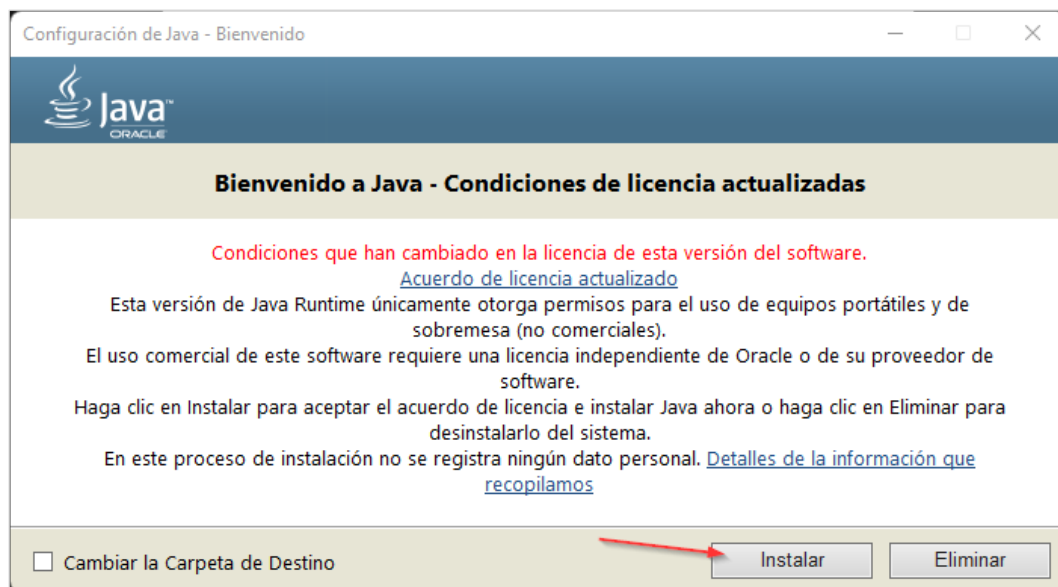 Configuración de Java - Bienvenido
Java™
ORACLE
Bienvenido a Java - Condiciones de licencia actualizadas
Condiciones que han cambiado en la licencia de esta versión del software.
Acuerdo de licencia actualizado
Esta versión de Java Runtime únicamente otorga permisos para el uso de equipos portátiles y de
sobremesa (no comerciales).
El uso comercial de este software requiere una licencia independiente de Oracle o de su proveedor de
software.
Haga clic en Instalar para aceptar el acuerdo de licencia e instalar Java ahora o haga clic en Eliminar para
desinstalarlo del sistema.
En este proceso de instalación no se registra ningún dato personal. Detalles de la información que
recopilamos
Cambiar la Carpeta de Destino
Instalar
Eliminar